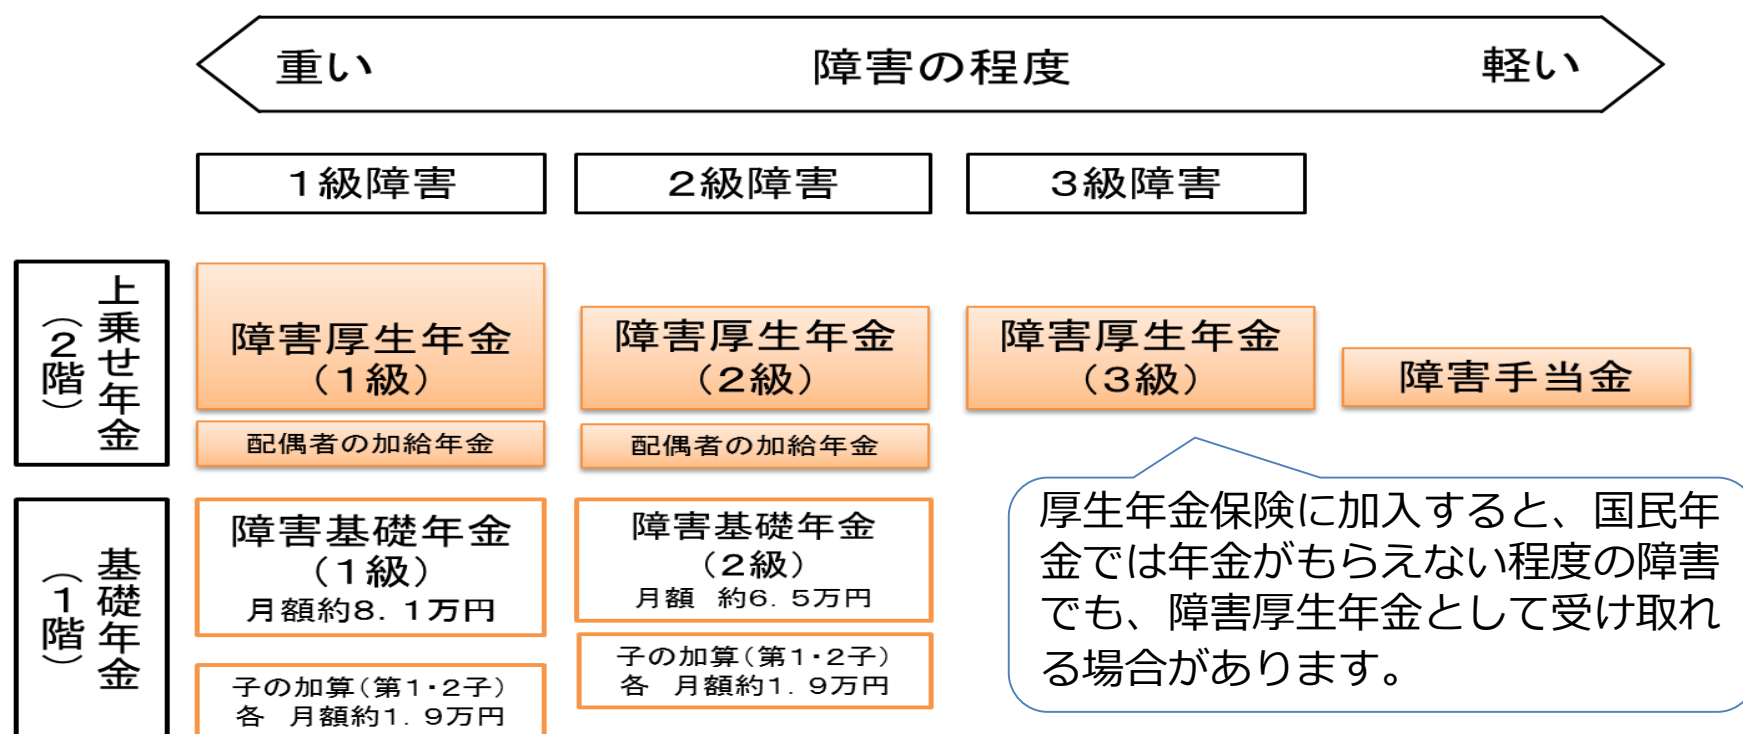 重い 障害の程度 軽い
1級障害 2級障害 3級障害
上乗せ年金
(2階)
障害厚生年金
(1級)
配偶者の加給年金
障害厚生年金
(2級)
配偶者の加給年金
障害厚生年金
(3級)
障害手当金
厚生年金保険に加入すると、国民年
金では年金がもらえない程度の障害
でも、障害厚生年金として受け取れ
る場合があります。
基礎年金
(1階)
障害基礎年金
(1級)
月額約8.1万円
子の加算(第1・2子)
各 月額約1.9万円
障害基礎年金
(2級)
月額 約6.5万円
子の加算(第1・2子)
各 月額約1.9万円